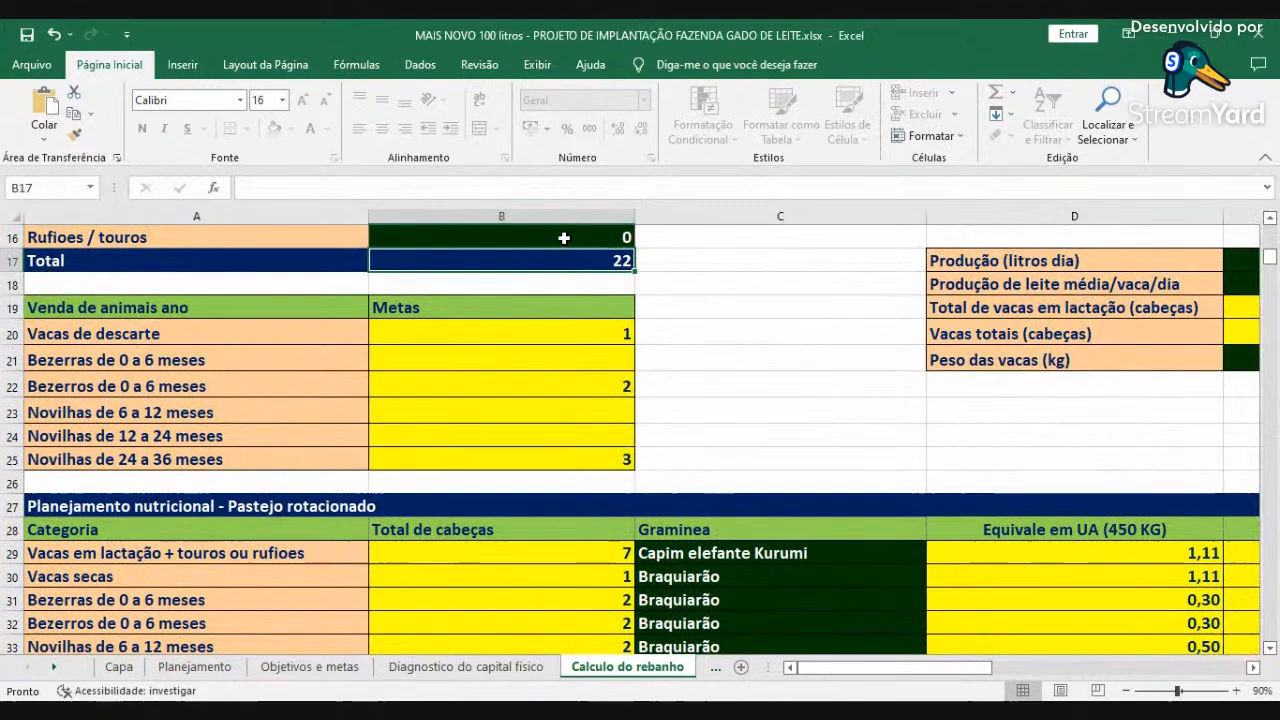 Desenvolvido por
StreamYard
MAIS NOVO 100 litros - PROJETO DE IMPLANTAÇÃO FAZENDA GADO DE LEITE.xlsx - Excel
Entrar
Arquivo Página Inicial Inserir Layout da Página Fórmulas Dados Revisão Exibir Ajuda Diga-me o que você deseja fazer
Colar
Calibri 16
N I S
Geral
% 000
Formatação Condicional
Formatar como Tabela
Estilos de Célula
Inserir
Excluir
Formatar
Classificar e Filtrar
Localizar e Selecionar
Área de Transferência Fonte Alinhamento Número Estilos Células Edição
B17 fx
A B C D
16 Rufioes / touros 0
17 Total 22 Produção (litros dia)
18 Produção de leite média/vaca/dia
19 Venda de animais ano Metas Total de vacas em lactação (cabeças)
20 Vacas de descarte 1 Vacas totais (cabeças)
21 Bezerras de 0 a 6 meses Peso das vacas (kg)
22 Bezerros de 0 a 6 meses 2
23 Novilhas de 6 a 12 meses
24 Novilhas de 12 a 24 meses
25 Novilhas de 24 a 36 meses 3
26
27 Planejamento nutricional - Pastejo rotacionado
28 Categoria Total de cabeças Graminea Equivale em UA (450 KG)
29 Vacas em lactação + touros ou rufioes 7 Capim elefante Kurumi 1,11
30 Vacas secas 1 Braquiarão 1,11
31 Bezerras de 0 a 6 meses 2 Braquiarão 0,30
32 Bezerros de 0 a 6 meses 2 Braquiarão 0,30
33 Novilhas de 6 a 12 meses 2 Braquiarão 0,50
Capa Planejamento Objetivos e metas Diagnostico do capital fisico Calculo do rebanho ...
Pronto Acessibilidade: investigar 90%